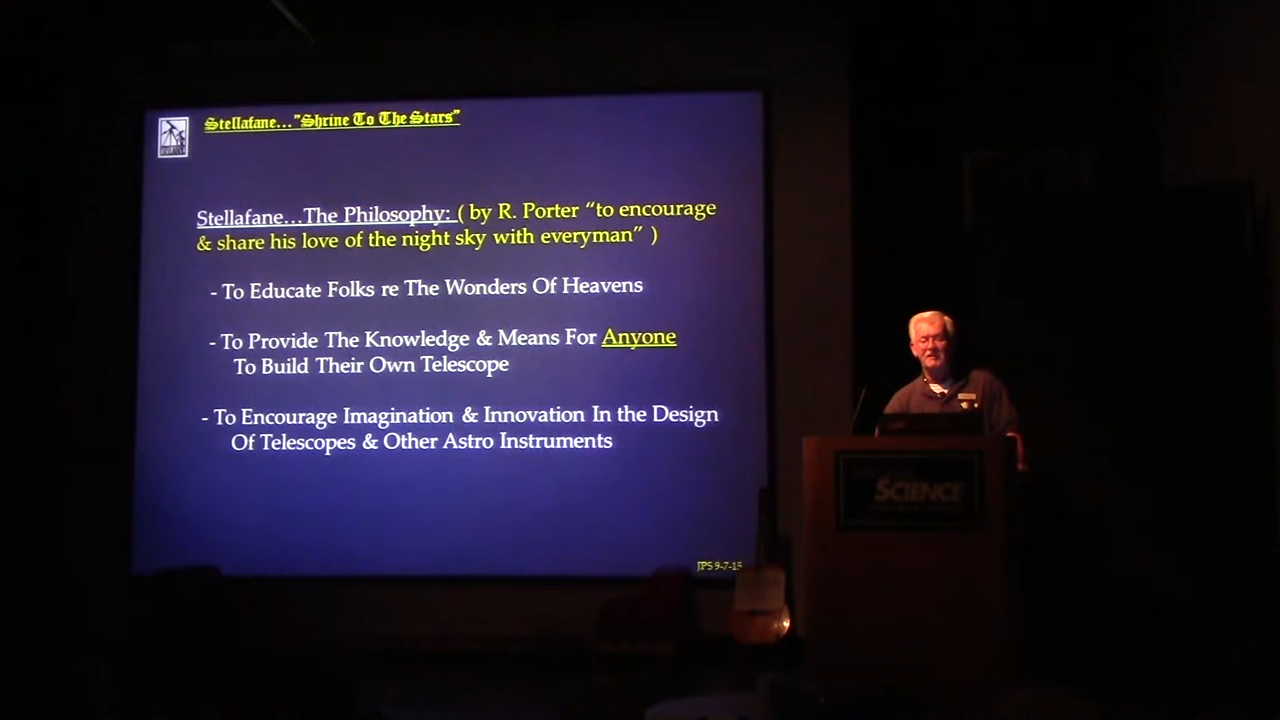 Stellafane..."Shrine To The Stars"
Stellafane...The Philosophy: ( by R. Porter “to encourage
& share his love of the night sky with everyman” )
- To Educate Folks re The Wonders Of Heavens
- To Provide The Knowledge & Means For Anyone
To Build Their Own Telescope
- To Encourage Imagination & Innovation In the Design
Of Telescopes & Other Astro Instruments
JPS 9-7-15
SCIENCE